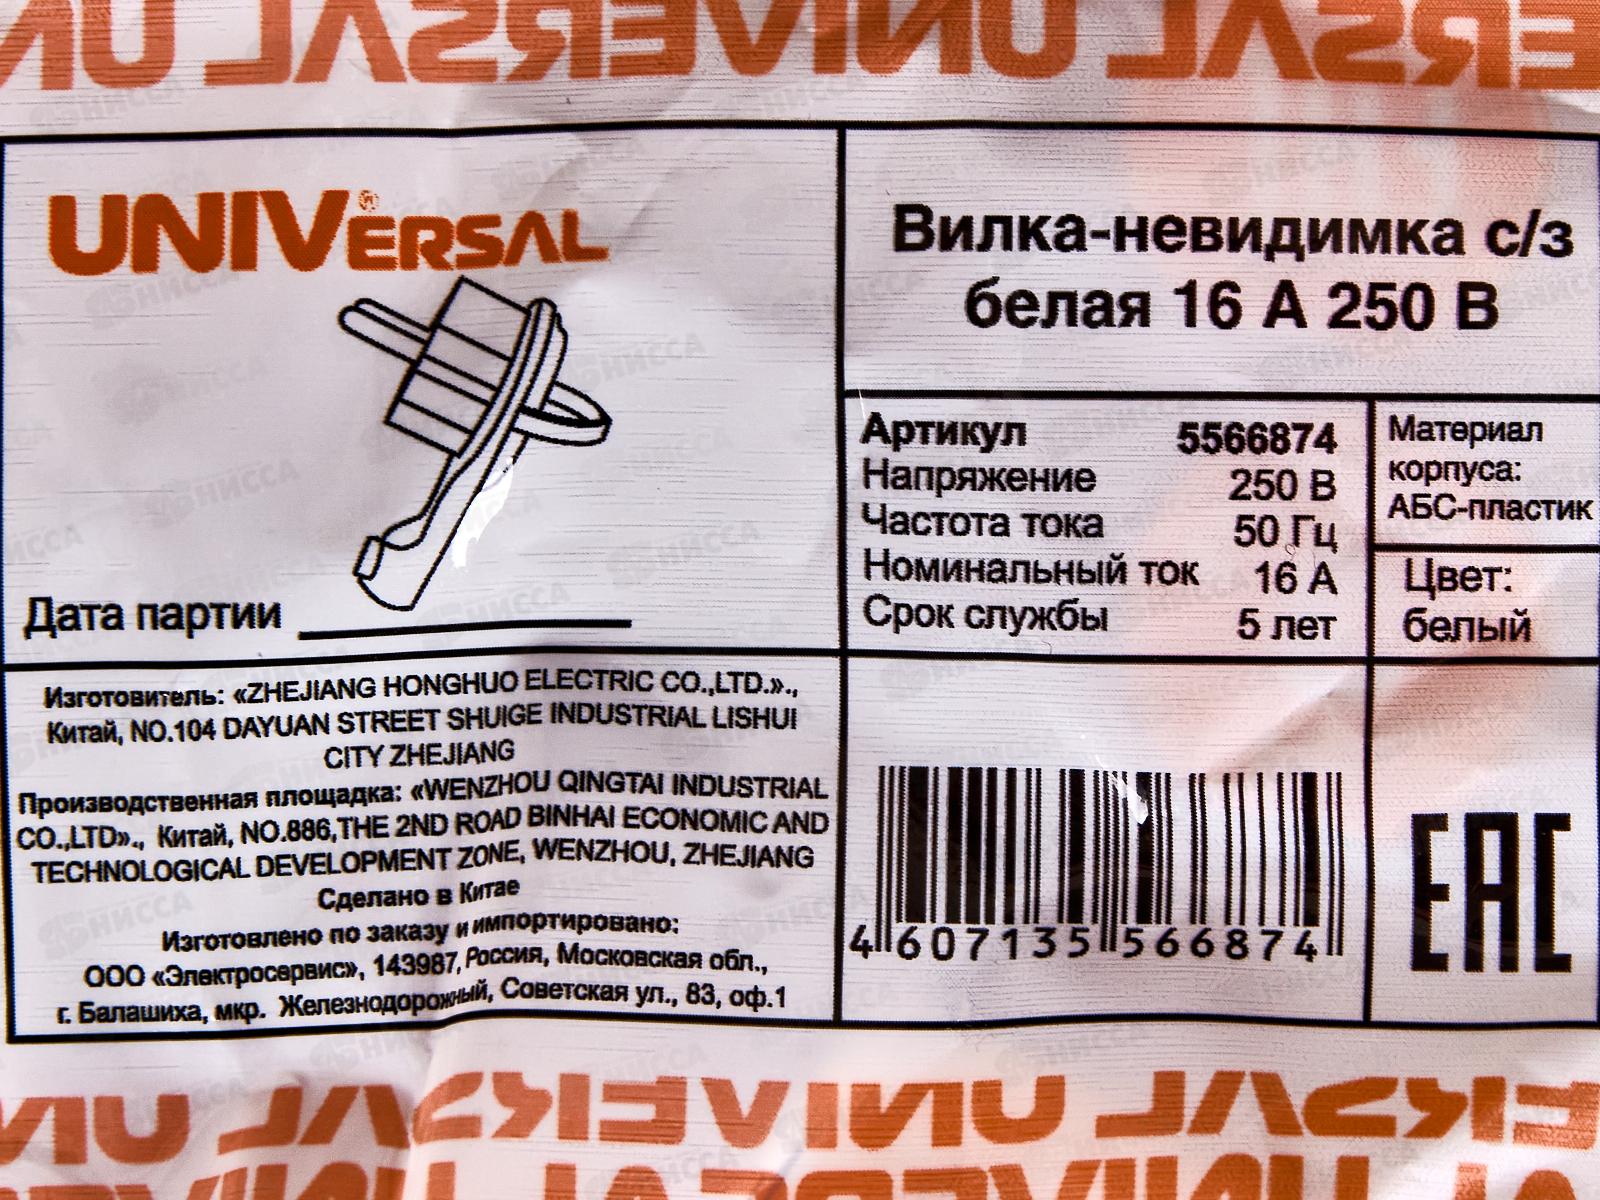 UNIVERSAL UNIVERSAL
UNIVERSAL
Вилка-невидимка с/з
белая 16 А 250 В
Артикул 5566874
Напряжение 250 В
Частота тока 50 Гц
Номинальный ток 16 А
Срок службы 5 лет
Материал
корпуса:
АБС-пластик
Цвет:
белый
Дата партии
Изготовитель: «ZHEJIANG HONGHUO ELECTRIC CO.,LTD.».,
Китай, NO.104 DAYUAN STREET SHUIGE INDUSTRIAL LISHUI
CITY ZHEJIANG
Производственная площадка: «WENZHOU QINGTAI INDUSTRIAL
CO.,LTD»., Китай, NO.886,THE 2ND ROAD BINHAI ECONOMIC AND
TECHNOLOGICAL DEVELOPMENT ZONE, WENZHOU, ZHEJIANG
Сделано в Китае
Изготовлено по заказу и импортировано:
ООО «Электросервис», 143987, Россия, Московская обл.,
г. Балашиха, мкр. Железнодорожный, Советская ул., 83, оф.1
4 607135 566874
EAC
UNIVERSAL UNIVERSAL